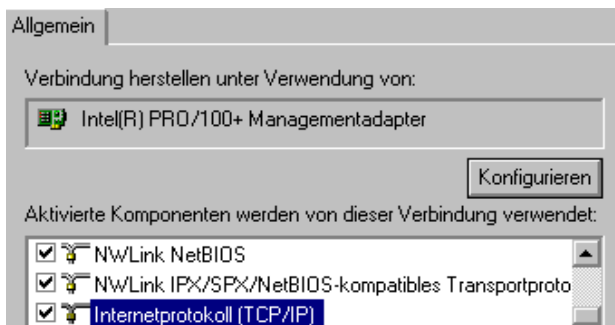 Allgemein
Verbindung herstellen unter Verwendung von:
Intel(R) PRO/100+ Managementadapter
Konfigurieren
Aktivierte Komponenten werden von dieser Verbindung verwendet:
NWLink NetBIOS
NWLink IPX/SPX/NetBIOS-kompatibles Transportproto
Internetprotokoll (TCP/IP)